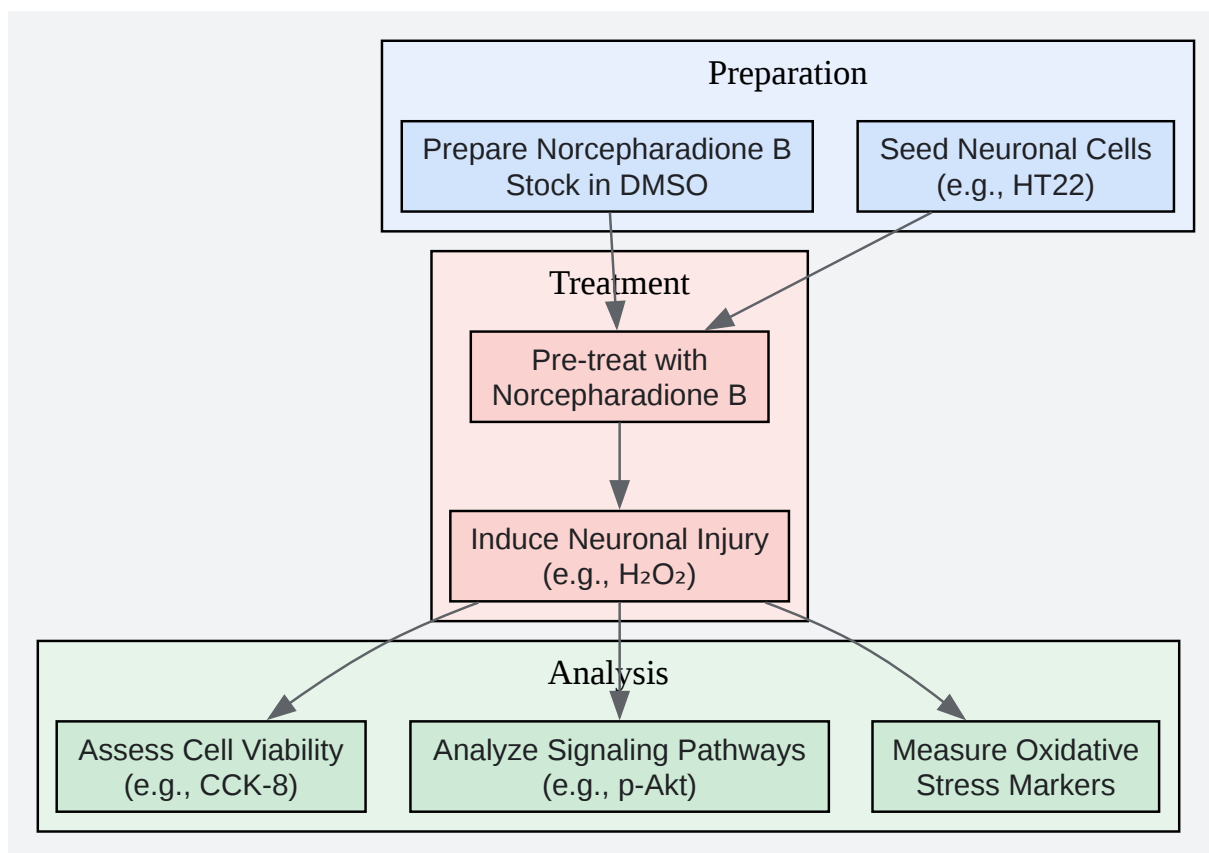 Preparation
Prepare Norcepharadione B
Stock in DMSO
Seed Neuronal Cells
(e.g., HT22)
Treatment
Pre-treat with
Norcepharadione B
Induce Neuronal Injury
(e.g., H₂O₂)
Analysis
Assess Cell Viability
(e.g., CCK-8)
Analyze Signaling Pathways
(e.g., p-Akt)
Measure Oxidative
Stress Markers